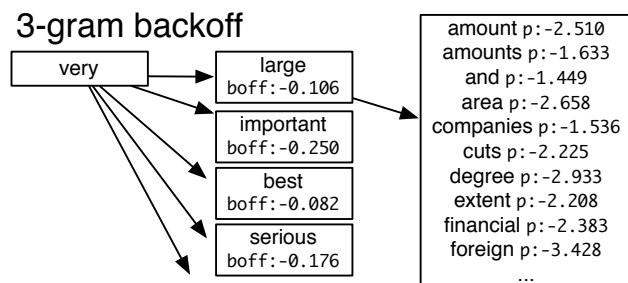 3-gram backoff
very
large
boff:-0.106
important
boff:-0.250
best
boff:-0.082
serious
boff:-0.176
amount p:-2.510
amounts p:-1.633
and p:-1.449
area p:-2.658
companies p:-1.536
cuts p:-2.225
degree p:-2.933
extent p:-2.208
financial p:-2.383
foreign p:-3.428
...